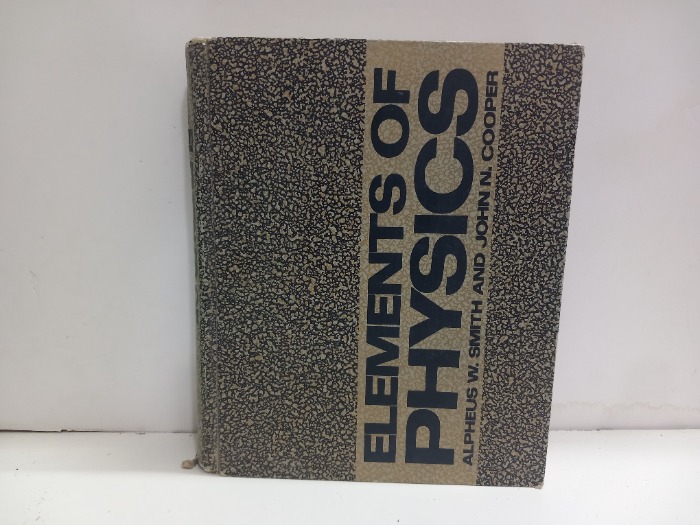 ELEMENTS OF
PHYSICS
ALPHEUS W. SMITH AND JOHN N. COOPER